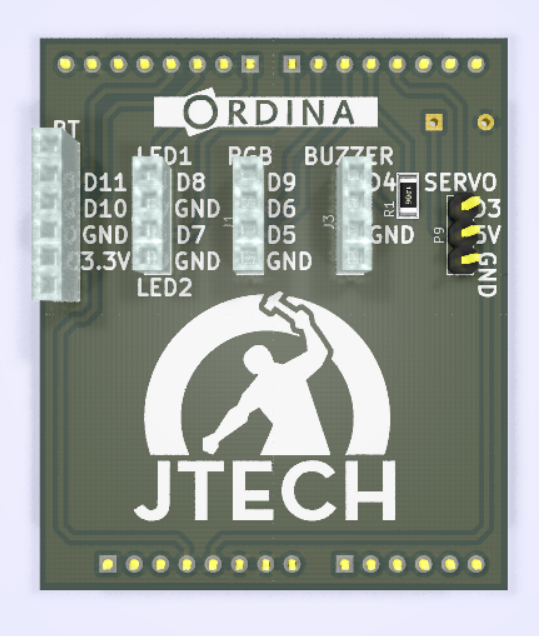 ORDINA
BT
LED1 RGB BUZZER
D11 D8 D9 D4 SERVO
D10 GND D6 R1 1206 D3
GND D7 J1 D5 J3 GND P9 5V
3.3V GND GND GND
LED2
JTECH